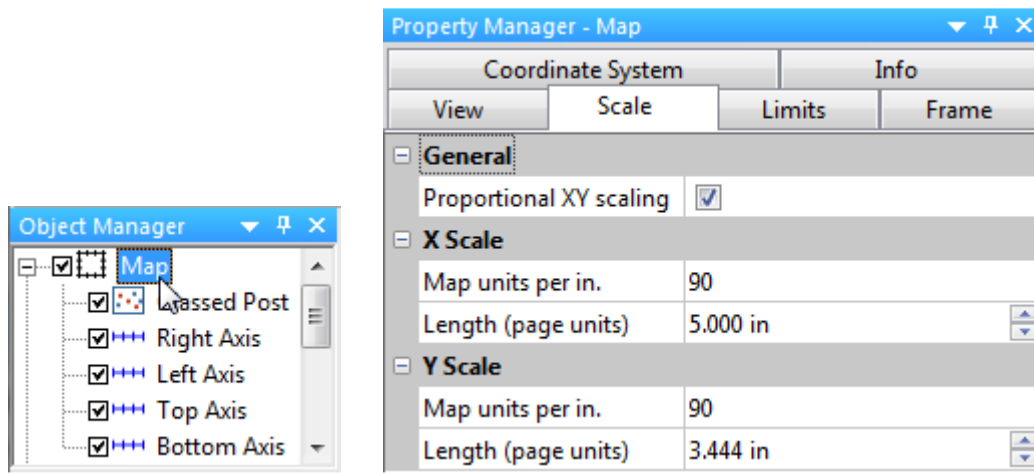 Object Manager
Map
Classed Post
Right Axis
Left Axis
Top Axis
Bottom Axis
Property Manager - Map
Coordinate System Info
View Scale Limits Frame
General
Proportional XY scaling
X Scale
Map units per in. 90
Length (page units) 5.000 in
Y Scale
Map units per in. 90
Length (page units) 3.444 in